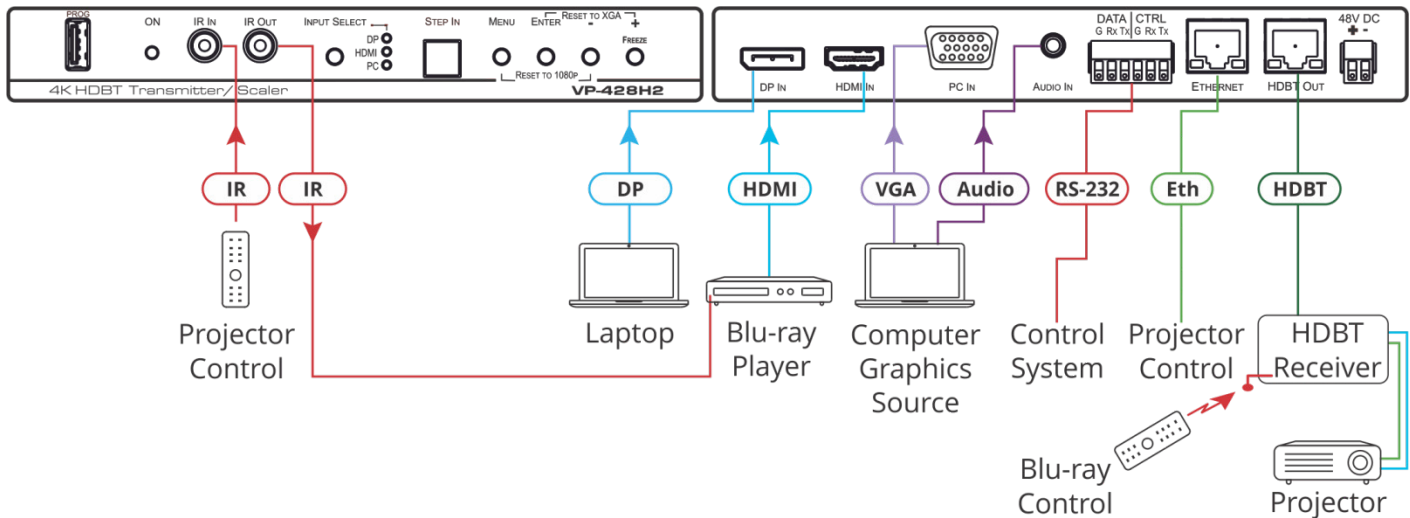 PROG
ON
IR IN
IR OUT
INPUT SELECT
DP
HDMI
PC
STEP IN
MENU
ENTER
RESET TO XGA
-
+
FREEZE
RESET TO 1080P
4K HDBT Transmitter/Scaler
VP-428H2
DP IN
HDMI IN
PC IN
AUDIO IN
DATA CTRL
G Rx Tx G Rx Tx
ETHERNET
HDBT OUT
48V DC
+ -
IR
IR
DP
HDMI
VGA
Audio
RS-232
Eth
HDBT
Projector
Control
Laptop
Blu-ray
Player
Computer
Graphics
Source
Control
System
Projector
Control
HDBT
Receiver
Blu-ray
Control
Projector